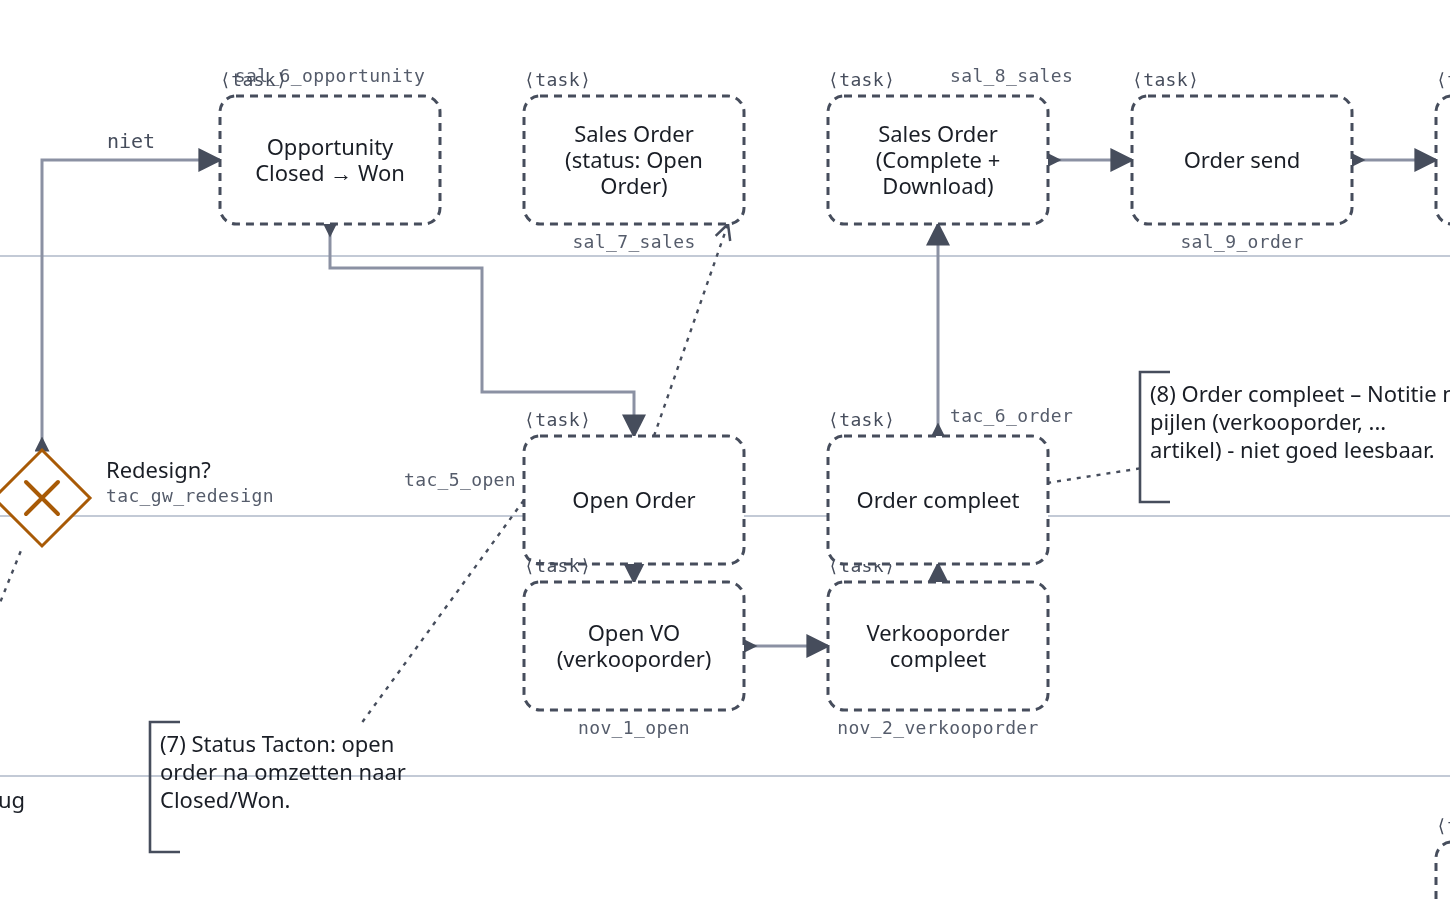 ⟨task⟩
sal_6_opportunity
⟨task⟩
⟨task⟩
sal_8_sales
⟨task⟩
niet
Opportunity
Closed → Won
Sales Order
(status: Open
Order)
Sales Order
(Complete +
Download)
Order send
sal_7_sales
sal_9_order
⟨task⟩
⟨task⟩
tac_6_order
(8) Order compleet – Notitie
pijlen (verkooporder, ...
artikel) - niet goed leesbaar.
Redesign?
tac_gw_redesign
tac_5_open
Open Order
Order compleet
⟨task⟩
⟨task⟩
Open VO
(verkooporder)
Verkooporder
compleet
nov_1_open
nov_2_verkooporder
(7) Status Tacton: open
order na omzetten naar
Closed/Won.
ug